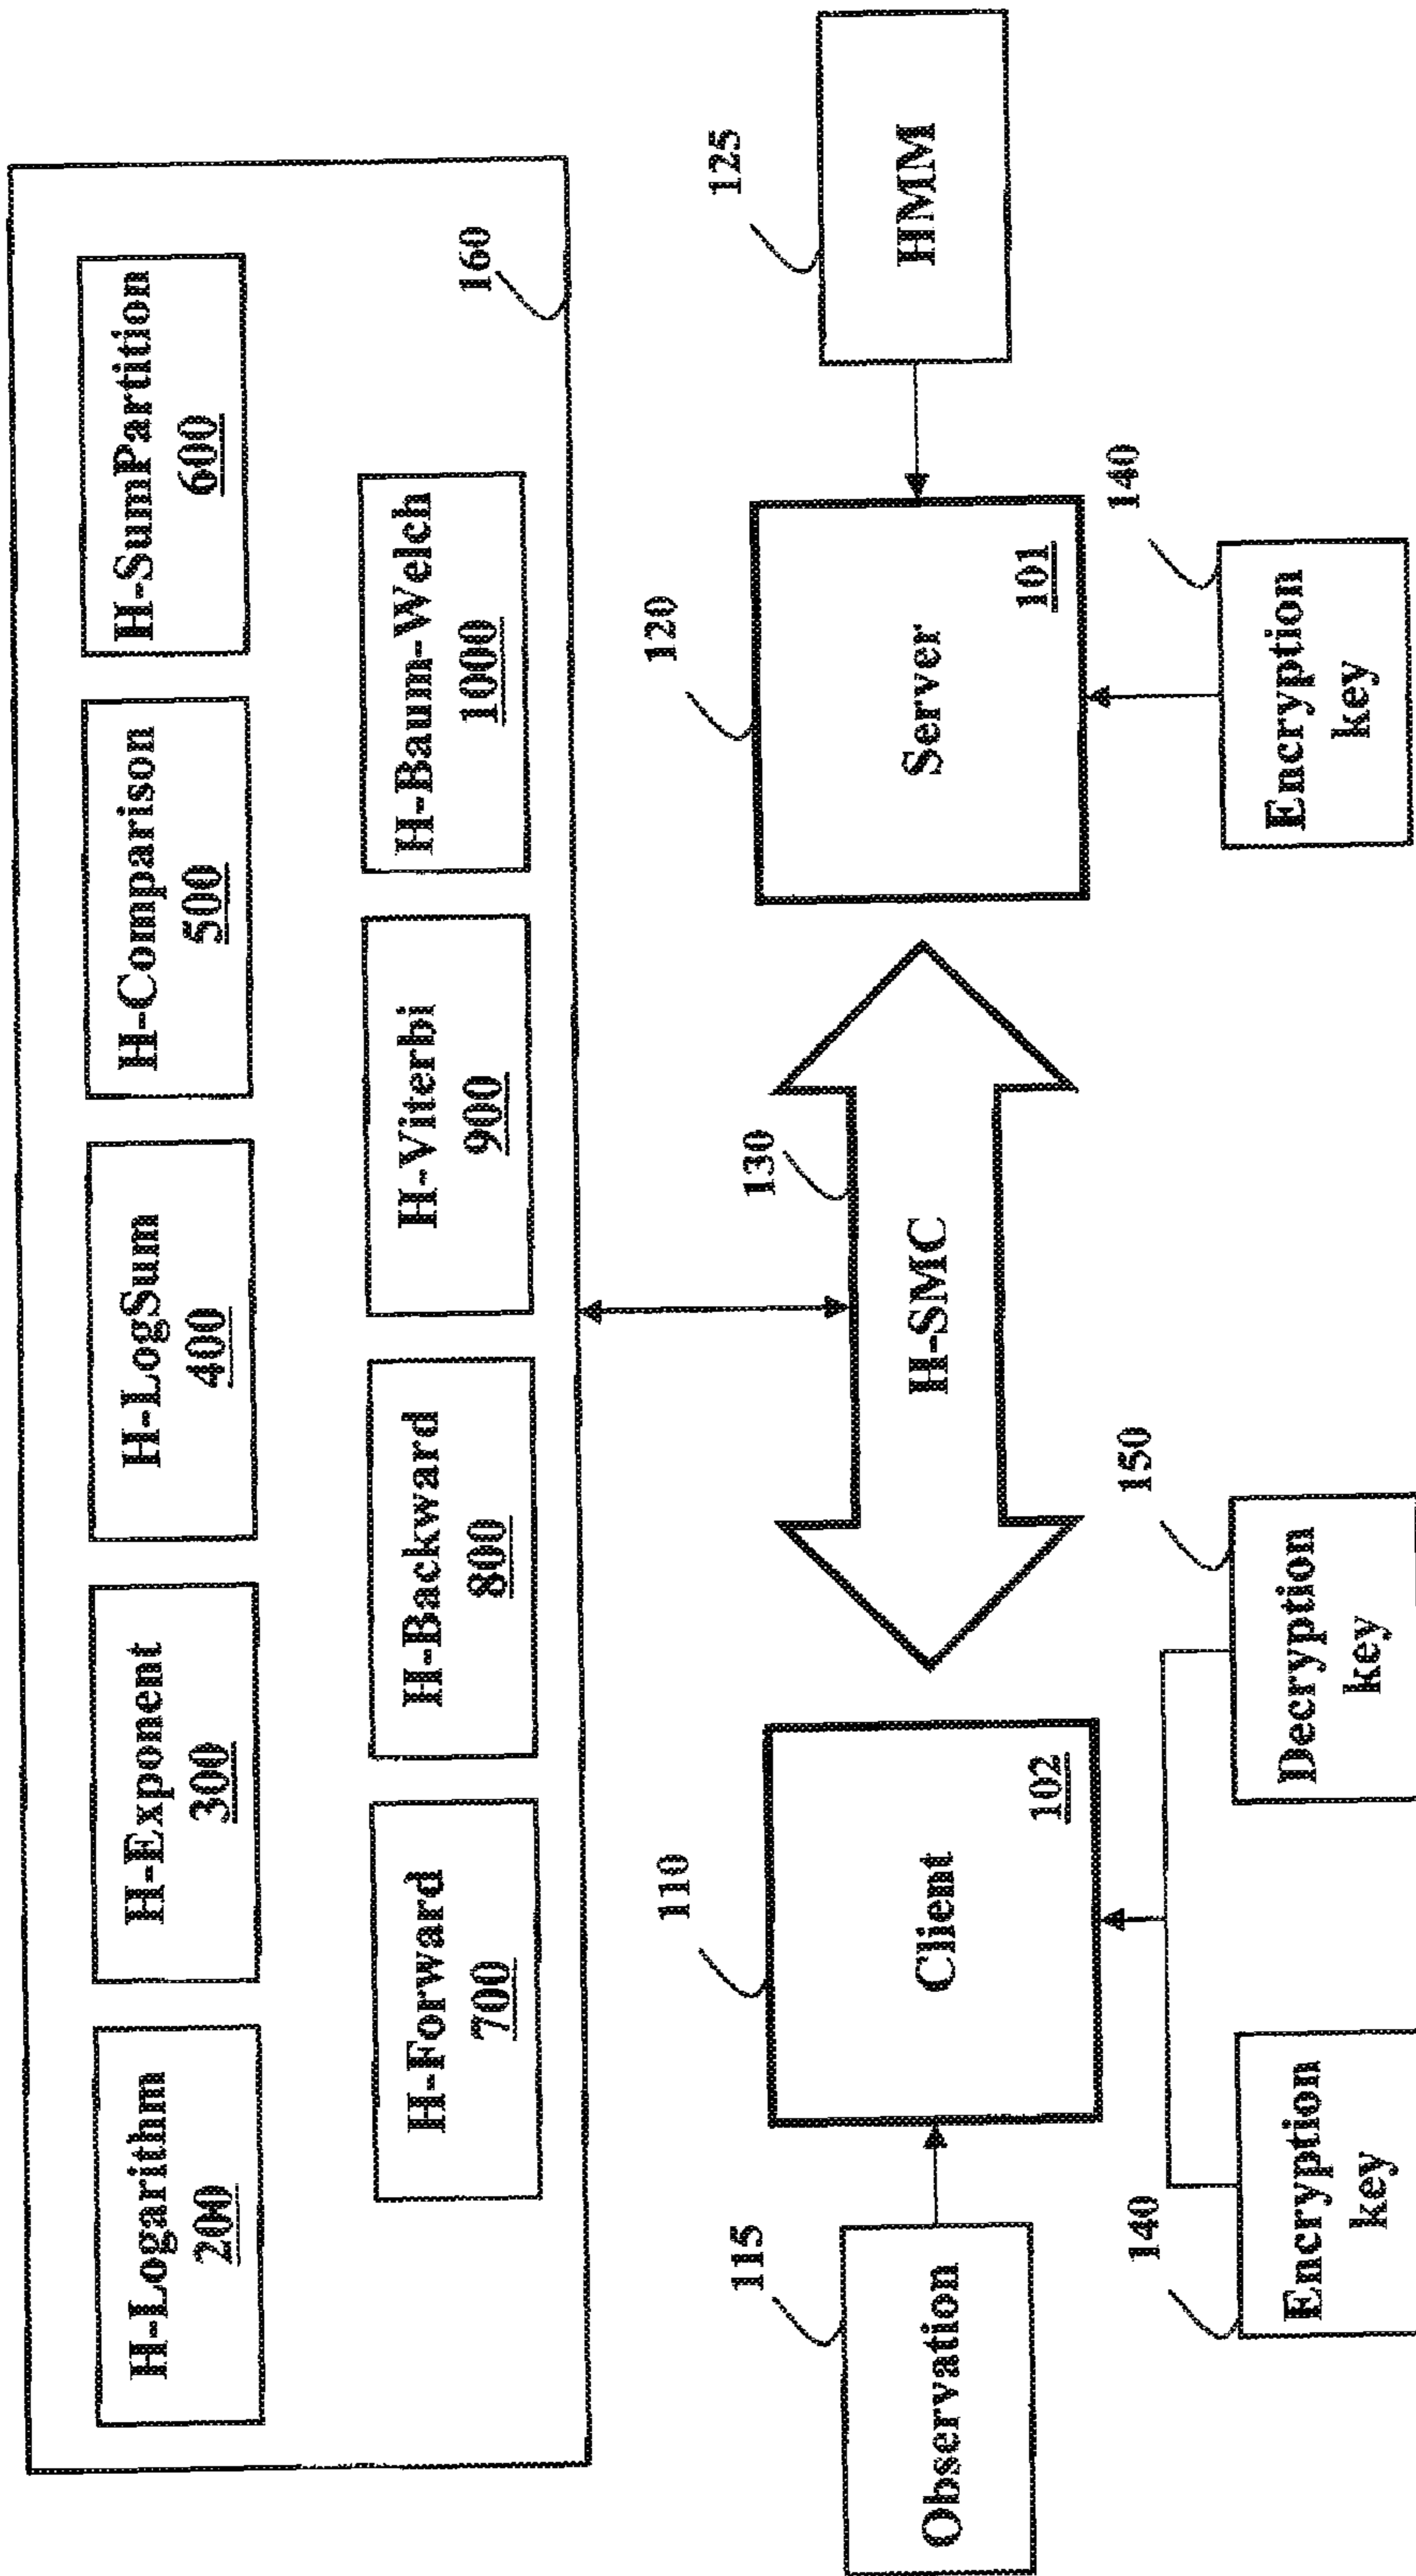 H-Logarithm
200
H-Exponent
300
H-LogSum
400
H-Comparison
500
H-SumPartition
600
H-Forward
700
H-Backward
800
H-Viterbi
900
H-Baum-Welch
1000
160
110
130
120
115
125
Observation
Client
102
H-SMC
Server
101
HMM
140
150
140
Encryption
key
Decryption
key
Encryption
key